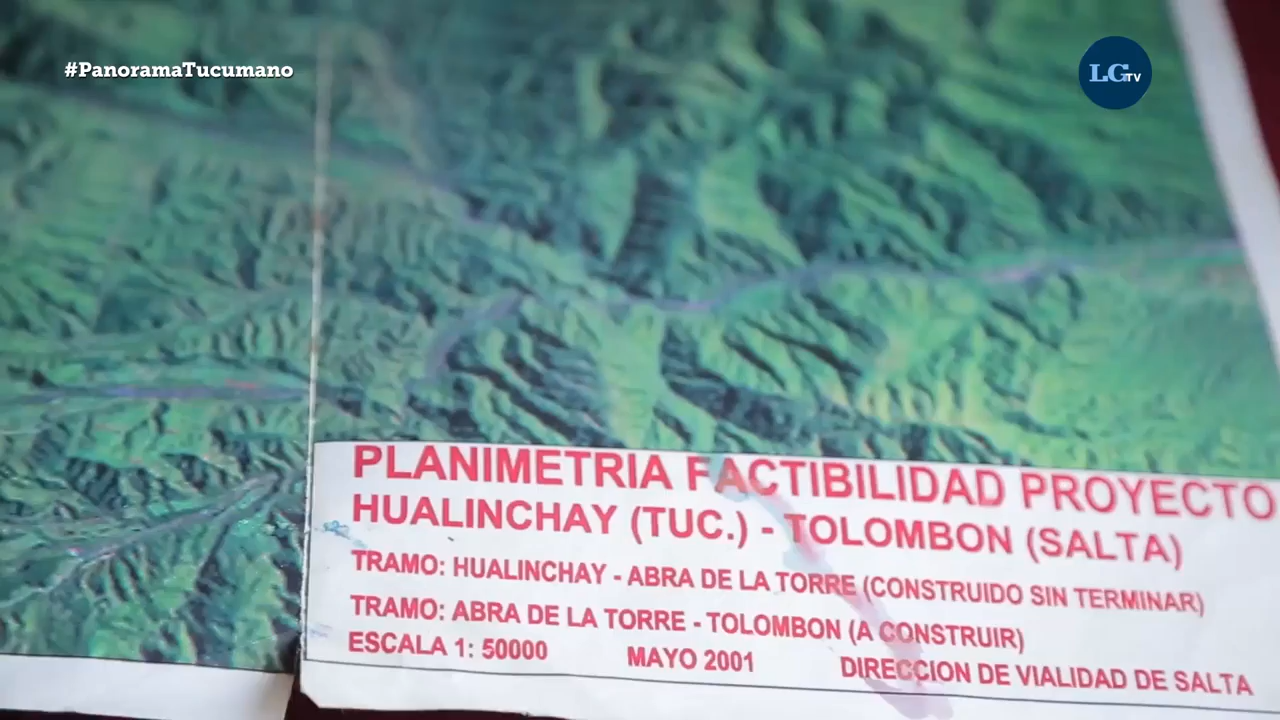 #PanoramaTucumano
LGTV
PLANIMETRIA FACTIBILIDAD PROYECTO
HUALINCHAY (TUC.) - TOLOMBON (SALTA)
TRAMO: HUALINCHAY - ABRA DE LA TORRE (CONSTRUIDO SIN TERMINAR)
TRAMO: ABRA DE LA TORRE - TOLOMBON (A CONSTRUIR)
ESCALA 1: 50000 MAYO 2001 DIRECCION DE VIALIDAD DE SALTA